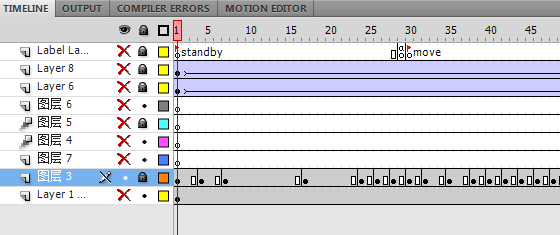 TIMELINE OUTPUT COMPILER ERRORS MOTION EDITOR
1 5 10 15 20 25 30 35 40 45
Label La... standby move
Layer 8
Layer 6
图层 6
图层 5
图层 4
图层 7
图层 3
Layer 1 ...